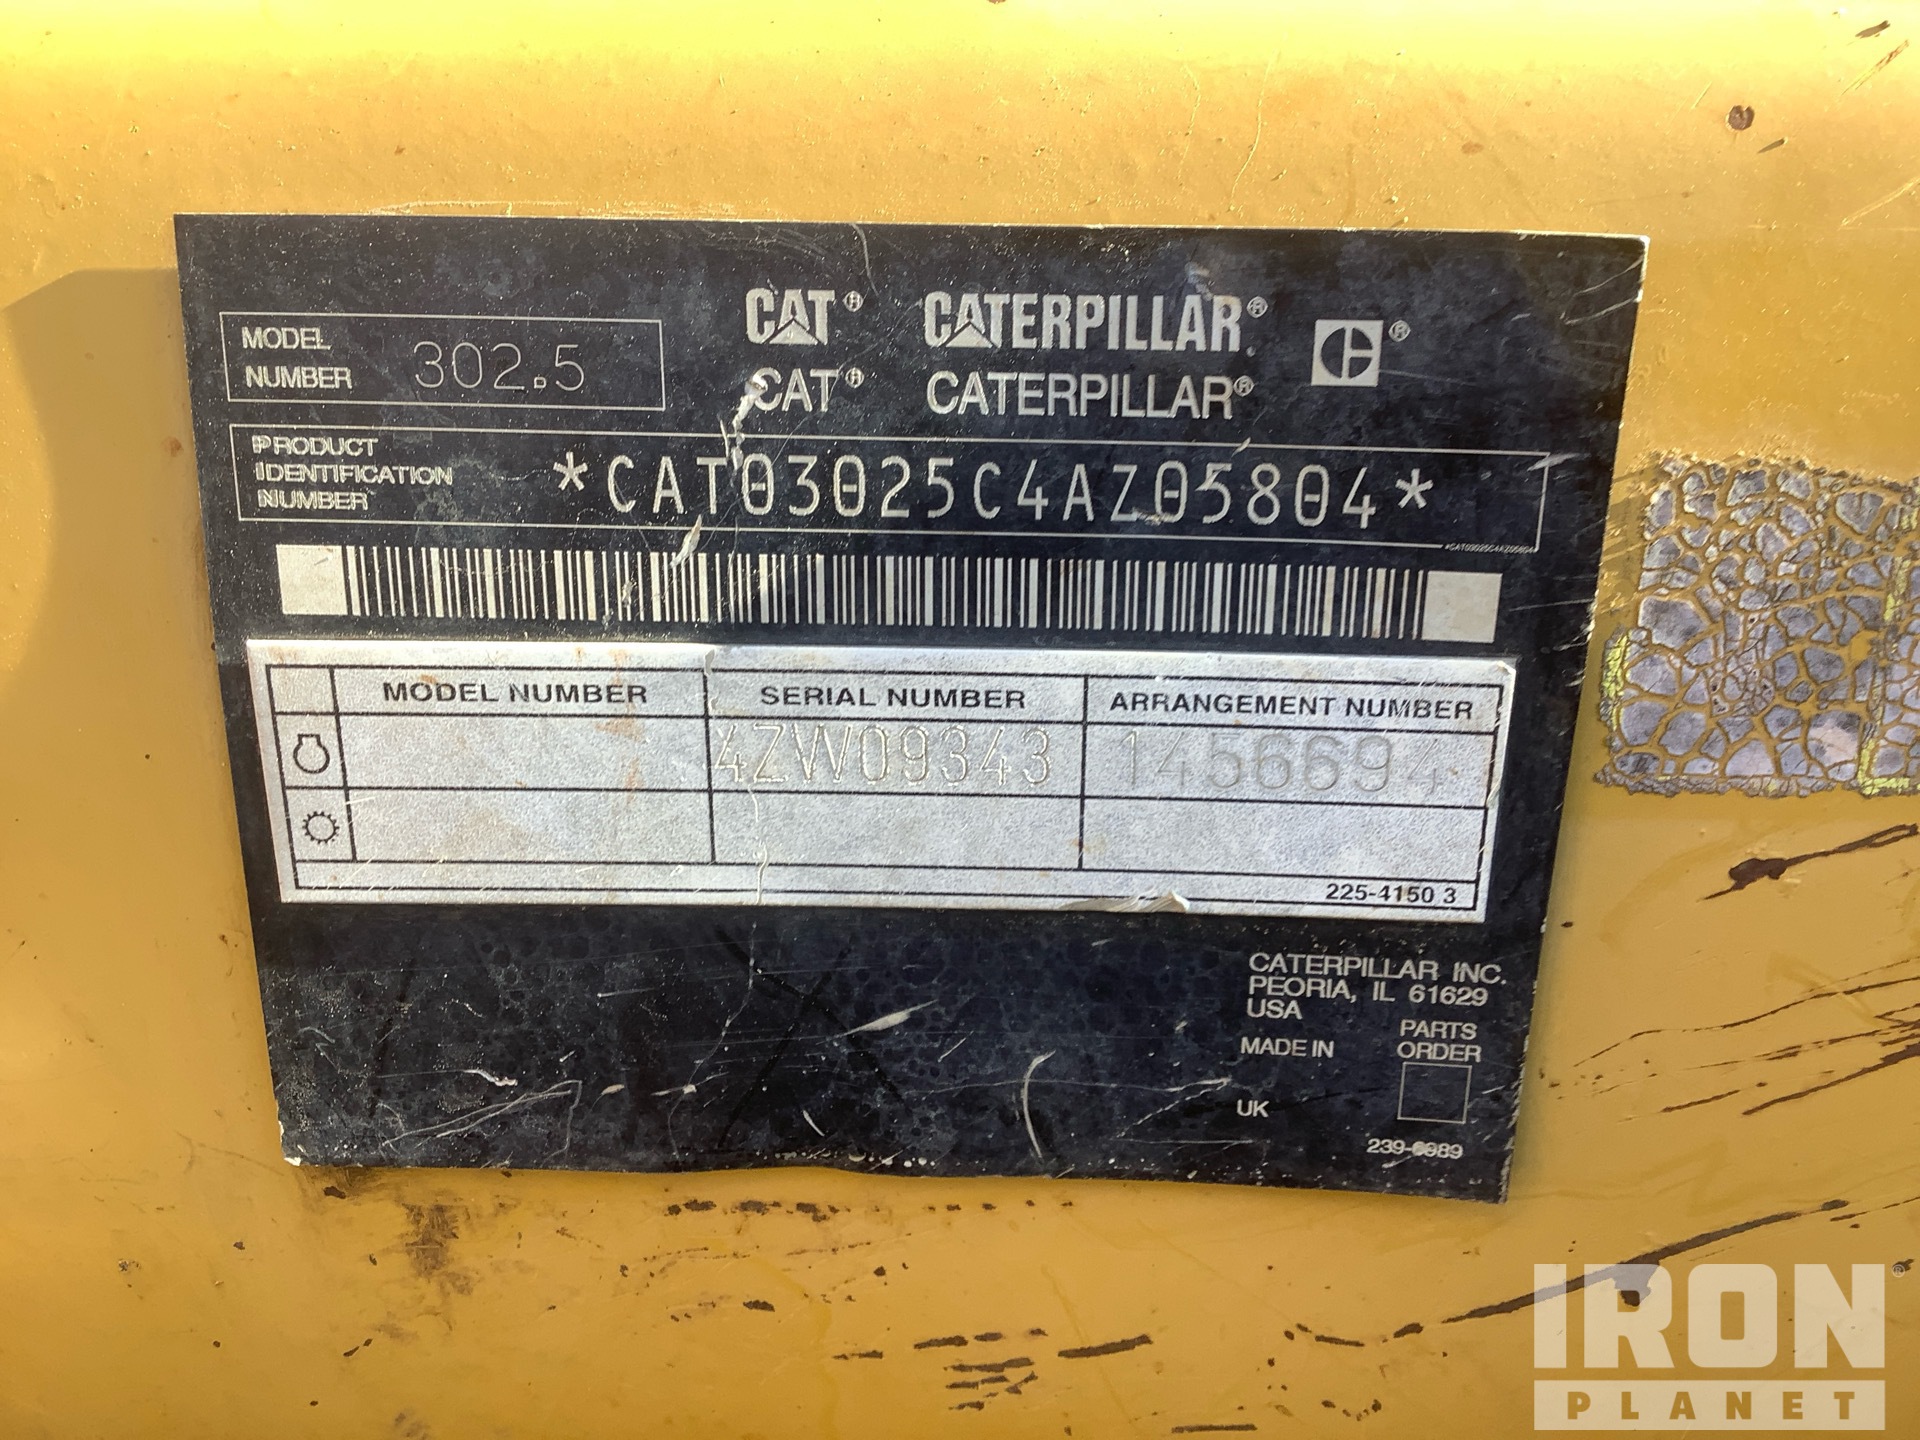 MODEL NUMBER 302.5
CAT® CATERPILLAR® ®
CAT® CATERPILLAR®
PRODUCT IDENTIFICATION NUMBER
*CAT03025C4AZ05804*
*CAT03025C4AZ05804*
MODEL NUMBER SERIAL NUMBER ARRANGEMENT NUMBER
4ZW09343 1456694
225-4150 3
CATERPILLAR INC.
PEORIA, IL 61629
USA
MADE IN
UK
PARTS
ORDER
IRON®
PLANET